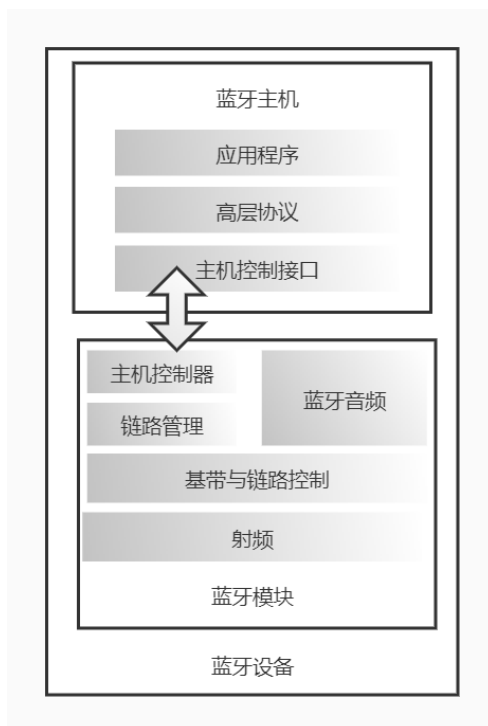 蓝牙主机
应用程序
高层协议
主机控制接口
主机控制器
蓝牙音频
链路管理
基带与链路控制
射频
蓝牙模块
蓝牙设备